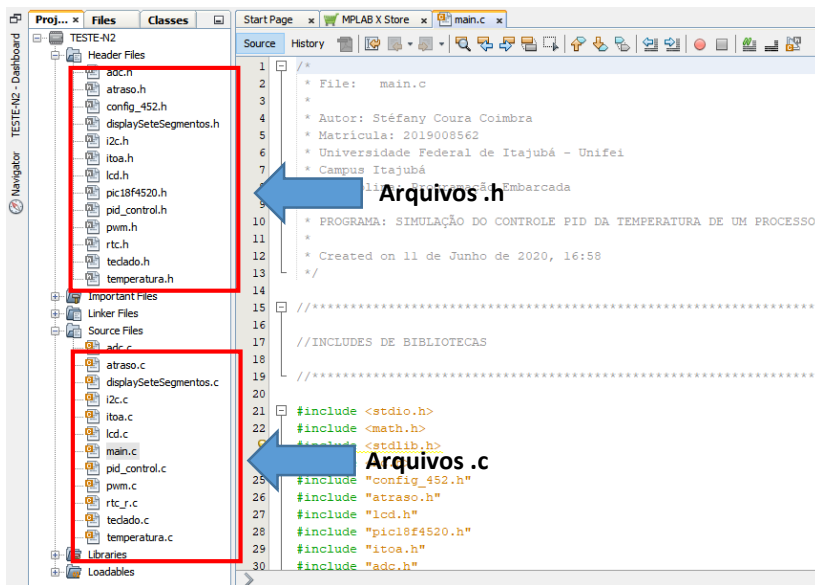 Proj... × Files Classes
Start Page × MPLAB X Store × main.c ×
Dashboard
TESTE-N2 -
Navigator
TESTE-N2
Header Files
adc.h
atraso.h
config_452.h
displaySeteSegmentos.h
i2c.h
itoa.h
lcd.h
pic18f4520.h
pid_control.h
pwm.h
rtc.h
teclado.h
temperatura.h
Important Files
Linker Files
Source Files
adc.c
atraso.c
displaySeteSegmentos.c
i2c.c
itoa.c
lcd.c
main.c
pid_control.c
pwm.c
rtc_r.c
teclado.c
temperatura.c
Libraries
Loadables
Source History
1 /*
2 * File: main.c
3 *
4 * Autor: Stéfany Coura Coimbra
5 * Matrícula: 2019008562
6 * Universidade Federal de Itajubá - Unifei
7 * Campus Itajubá
Programação Embarcada
Arquivos .h
10 * PROGRAMA: SIMULAÇÃO DO CONTROLE PID DA TEMPERATURA DE UM PROCESSO
11 *
12 * Created on 11 de Junho de 2020, 16:58
13 */
14
15 //************************************************************
16
17 //INCLUDES DE BIBLIOTECAS
18
19 //************************************************************
20
21 #include <stdio.h>
22 #include <math.h>
#include <stdlib.h>
Arquivos .c
25 #include "config_452.h"
26 #include "atraso.h"
27 #include "lcd.h"
28 #include "pic18f4520.h"
29 #include "itoa.h"
30 #include "adc.h"